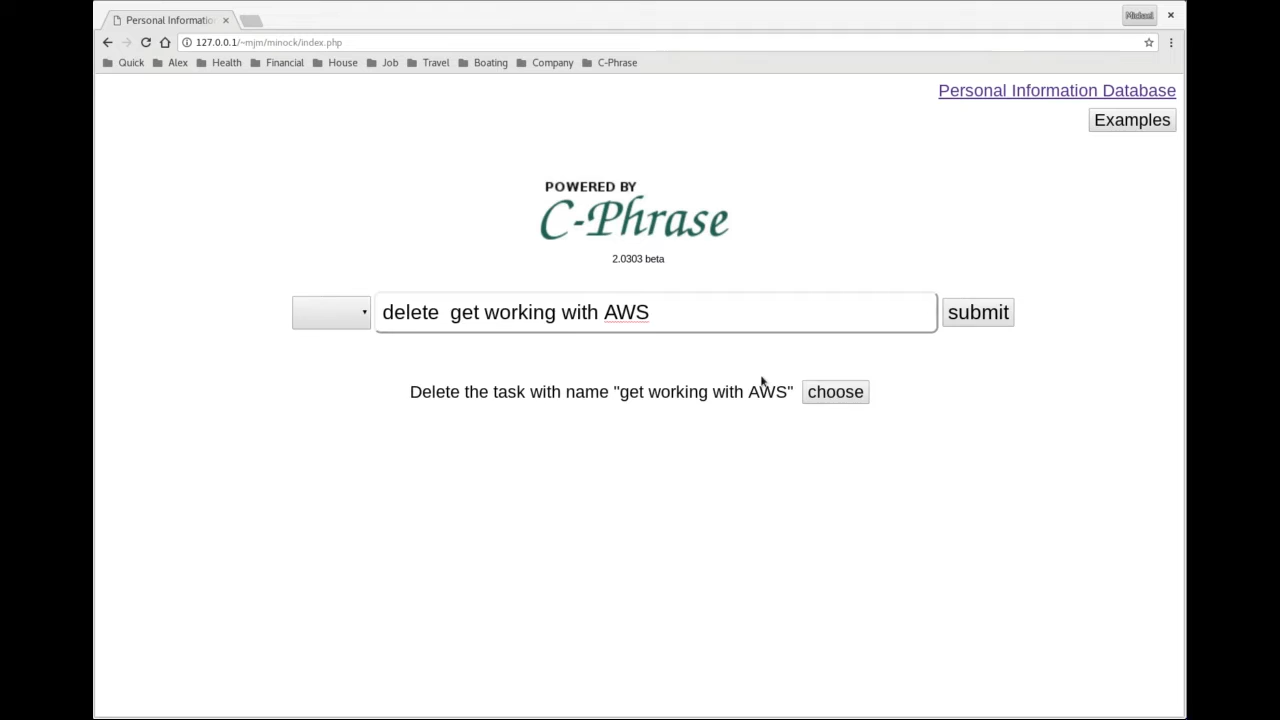 Personal Informatio
Michael
127.0.0.1/~mjm/minock/index.php
Quick Alex Health Financial House Job Travel Boating Company C-Phrase
Personal Information Database
Examples
POWERED BY
C-Phrase
2.0303 beta
delete  get working with AWS submit
Delete the task with name "get working with AWS" choose